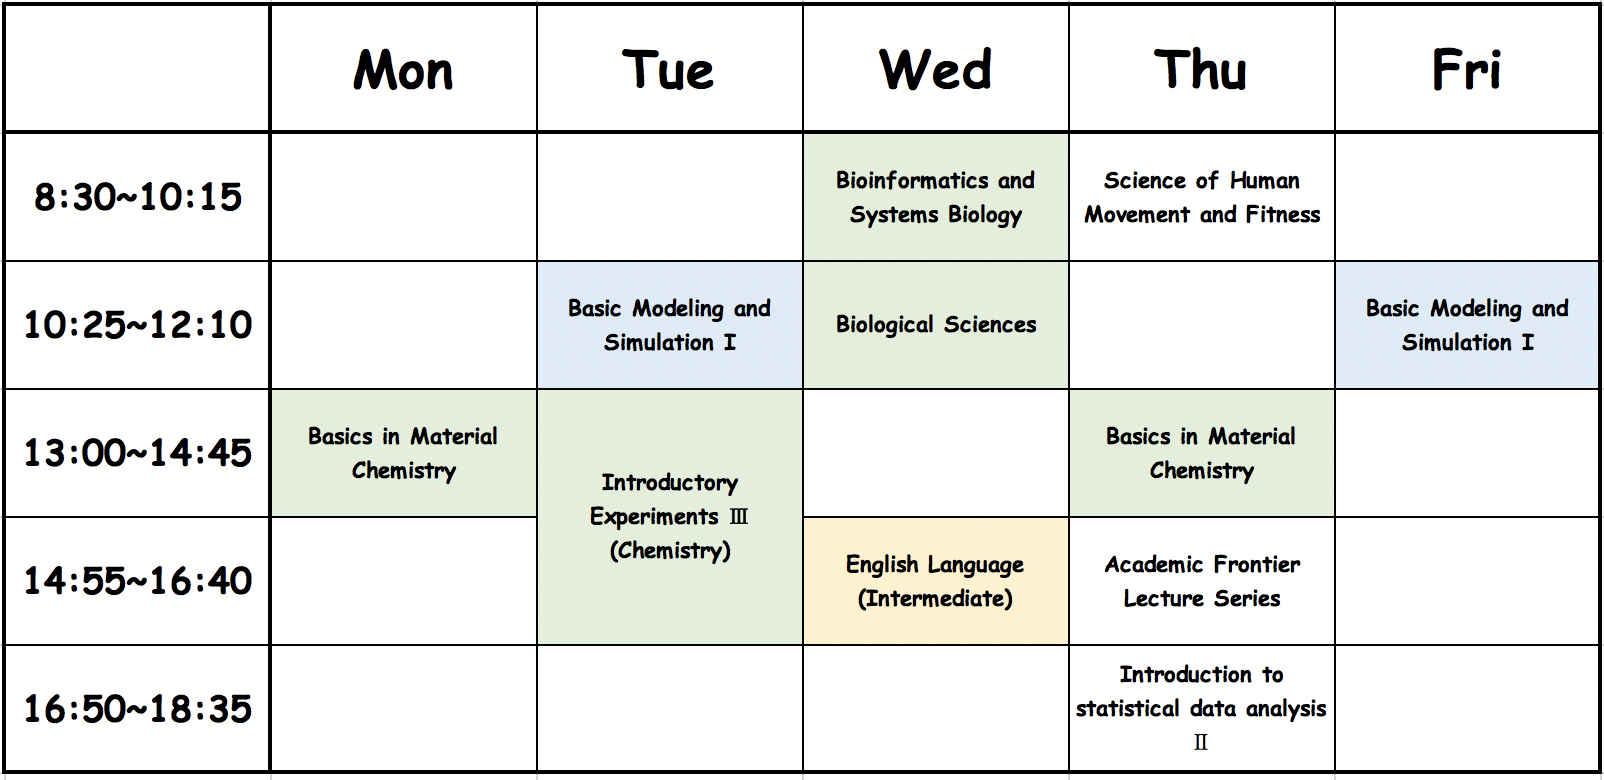 Mon Tue Wed Thu Fri
8:30~10:15
Bioinformatics and
Systems Biology
Science of Human
Movement and Fitness
10:25~12:10
Basic Modeling and
Simulation I
Biological Sciences
Basic Modeling and
Simulation I
13:00~14:45
Basics in Material
Chemistry
Introductory
Experiments Ⅲ
(Chemistry)
Basics in Material
Chemistry
14:55~16:40
English Language
(Intermediate)
Academic Frontier
Lecture Series
16:50~18:35
Introduction to
statistical data analysis
Ⅱ